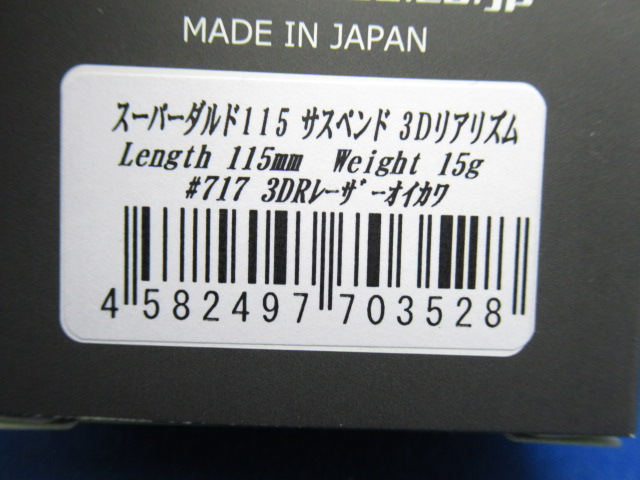 MADE IN JAPAN
スーパーダルド115 サスペンド 3Dリアリズム
Length 115mm Weight 15g
#717 3DRレーザーオイカワ
4 582497 703528